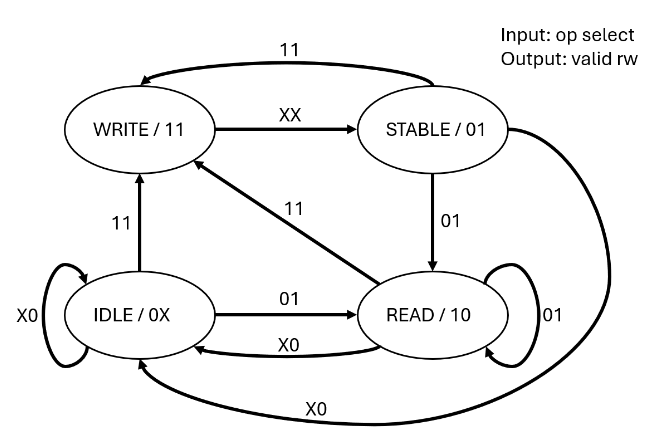 Input: op select
Output: valid rw
11
WRITE / 11
XX
STABLE / 01
11
11
01
IDLE / 0X
01
READ / 10
X0
01
X0
X0